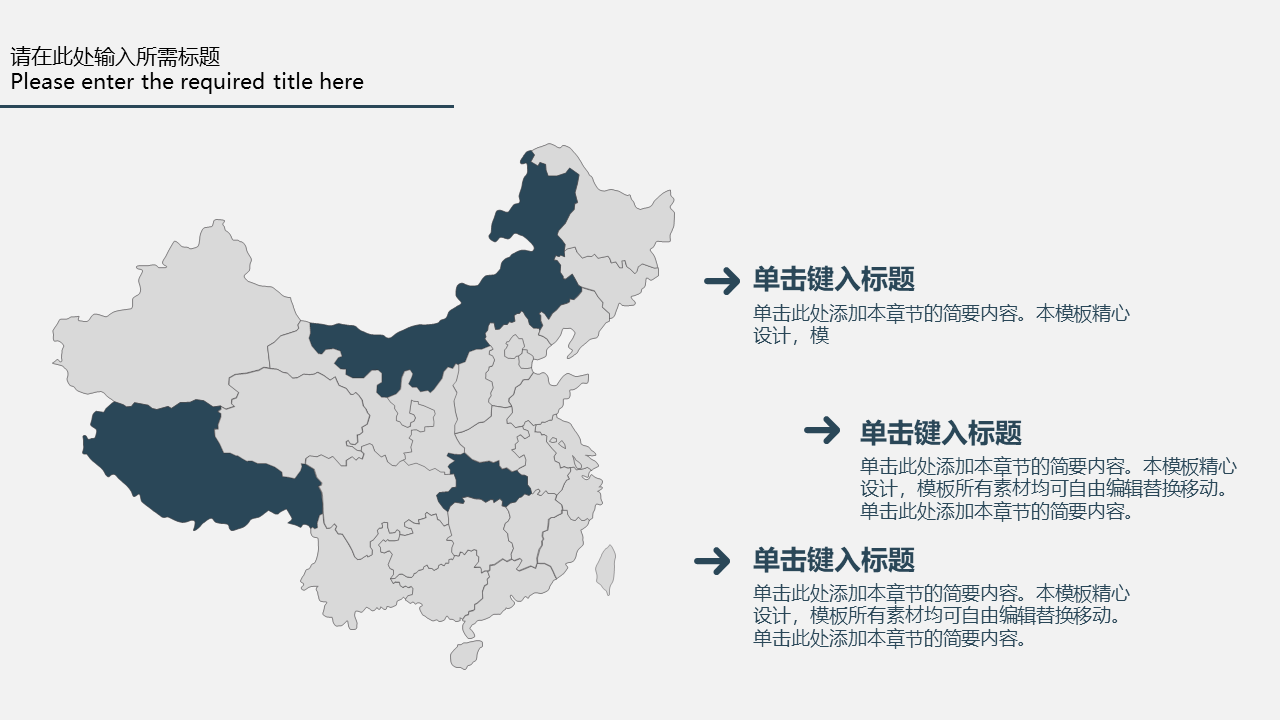 请在此处输入所需标题
Please enter the required title here
单击键入标题
单击此处添加本章节的简要内容。本模板精心
设计，模
单击键入标题
单击此处添加本章节的简要内容。本模板精心
设计，模板所有素材均可自由编辑替换移动。
单击此处添加本章节的简要内容。
单击键入标题
单击此处添加本章节的简要内容。本模板精心
设计，模板所有素材均可自由编辑替换移动。
单击此处添加本章节的简要内容。